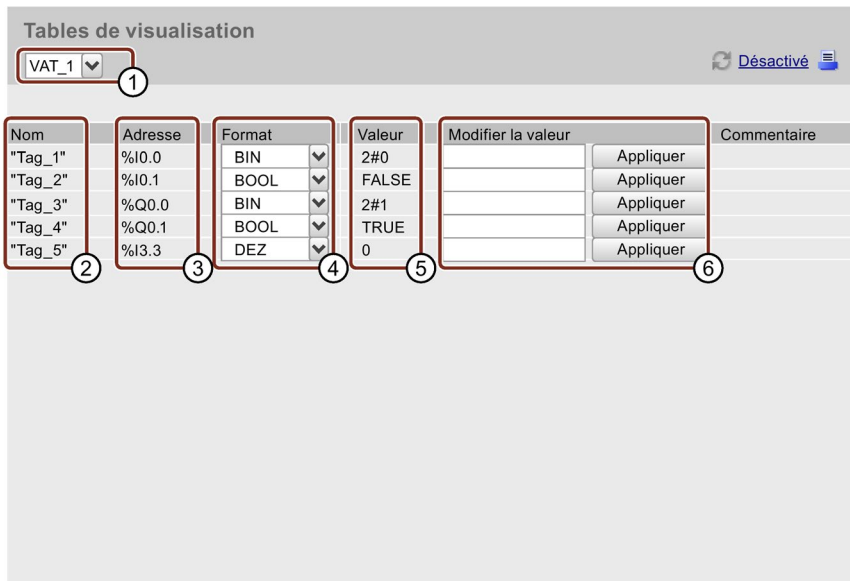 Tables de visualisation
VAT_1
Désactivé
1
Nom Adresse Format Valeur Modifier la valeur Commentaire
"Tag_1" %I0.0 BIN 2#0 Appliquer
"Tag_2" %I0.1 BOOL FALSE Appliquer
"Tag_3" %Q0.0 BIN 2#1 Appliquer
"Tag_4" %Q0.1 BOOL TRUE Appliquer
"Tag_5" %I3.3 DEZ 0 Appliquer
2 3 4 5 6